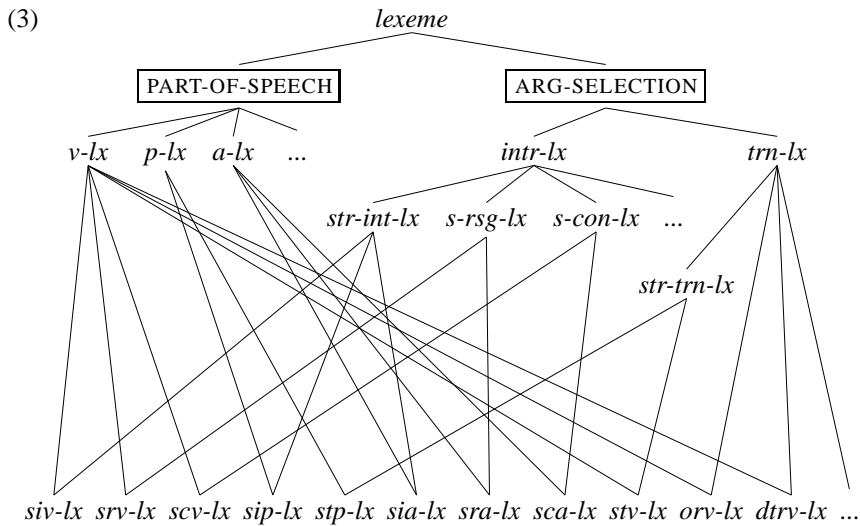 (3) lexeme
PART-OF-SPEECH ARG-SELECTION
v-lx p-lx a-lx ... intr-lx trn-lx
str-int-lx s-rsg-lx s-con-lx ...
str-trn-lx
siv-lx srv-lx scv-lx sip-lx stp-lx sia-lx sra-lx sca-lx stv-lx orv-lx dtrv-lx ...